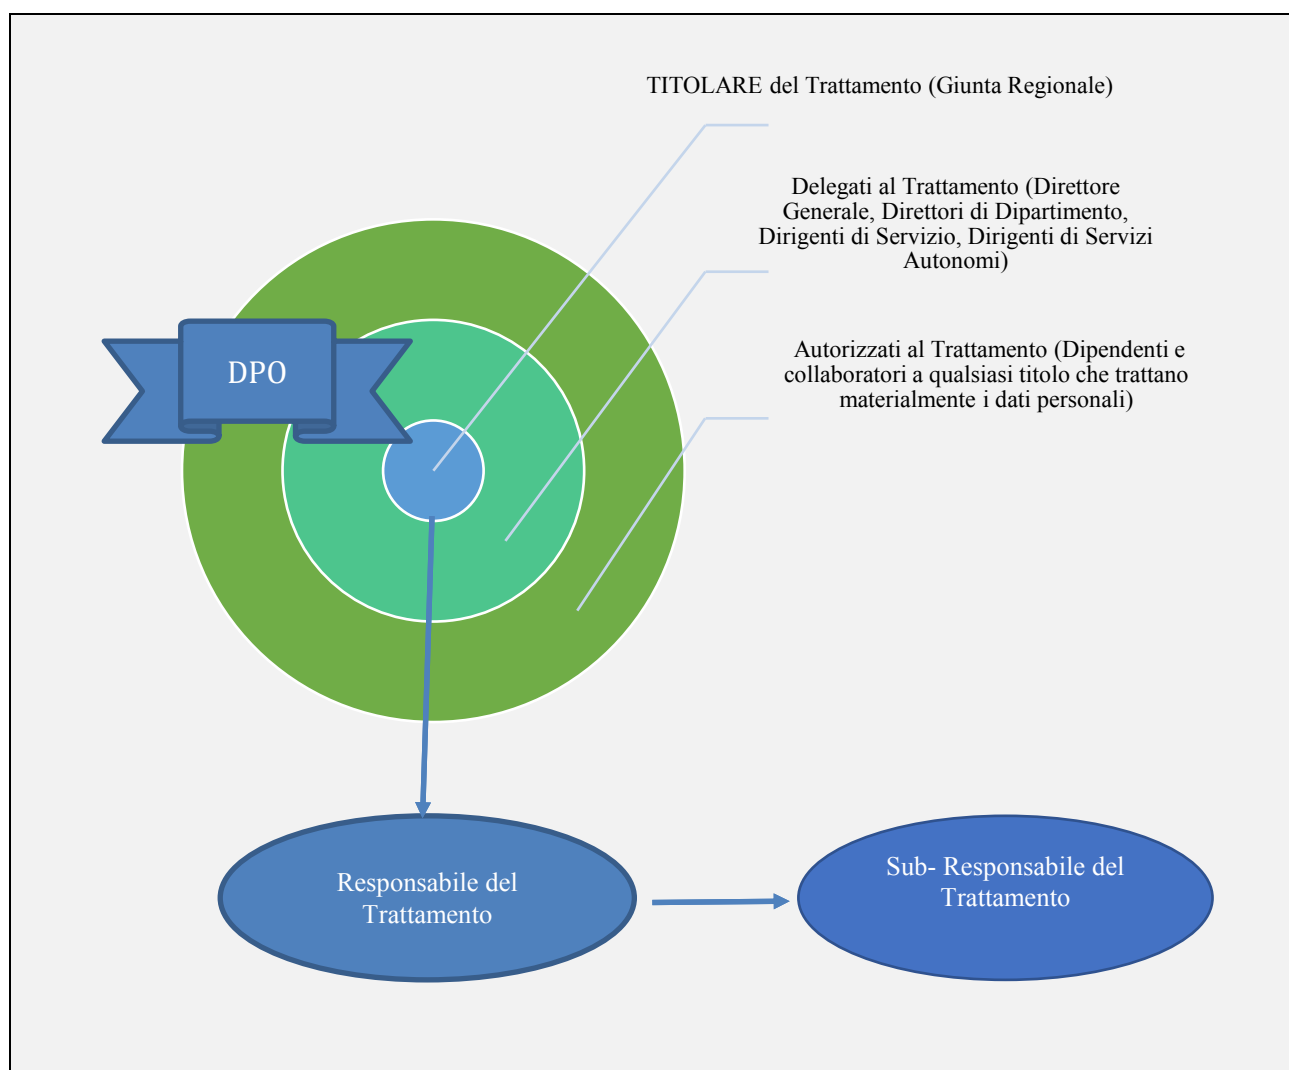 TITOLARE del Trattamento (Giunta Regionale)
Delegati al Trattamento (Direttore
Generale, Direttori di Dipartimento,
Dirigenti di Servizio, Dirigenti di Servizi
Autonomi)
Autorizzati al Trattamento (Dipendenti e
collaboratori a qualsiasi titolo che trattano
materialmente i dati personali)
DPO
Responsabile del
Trattamento
Sub- Responsabile del
Trattamento